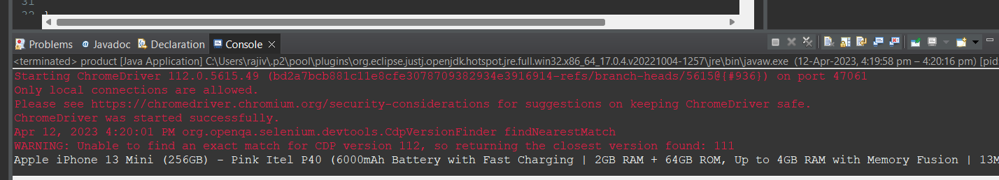 31
Problems Javadoc Declaration Console
<terminated> product [Java Application] C:\Users\rajiv\.p2\pool\plugins\org.eclipse.justj.openjdk.hotspot.jre.full.win32.x86_64_17.0.4.v20221004-1257\jre\bin\javaw.exe (12-Apr-2023, 4:19:58 pm – 4:20:16 pm) [pid
Starting ChromeDriver 112.0.5615.49 (bd2a7bcb881c11e8cfe3078709382934e3916914-refs/branch-heads/5615@{#936}) on port 47061
Only local connections are allowed.
Please see https://chromedriver.chromium.org/security-considerations for suggestions on keeping ChromeDriver safe.
ChromeDriver was started successfully.
Apr 12, 2023 4:20:01 PM org.openqa.selenium.devtools.CdpVersionFinder findNearestMatch
WARNING: Unable to find an exact match for CDP version 112, so returning the closest version found: 111
Apple iPhone 13 Mini (256GB) - Pink Itel P40 (6000mAh Battery with Fast Charging | 2GB RAM + 64GB ROM, Up to 4GB RAM with Memory Fusion | 13M